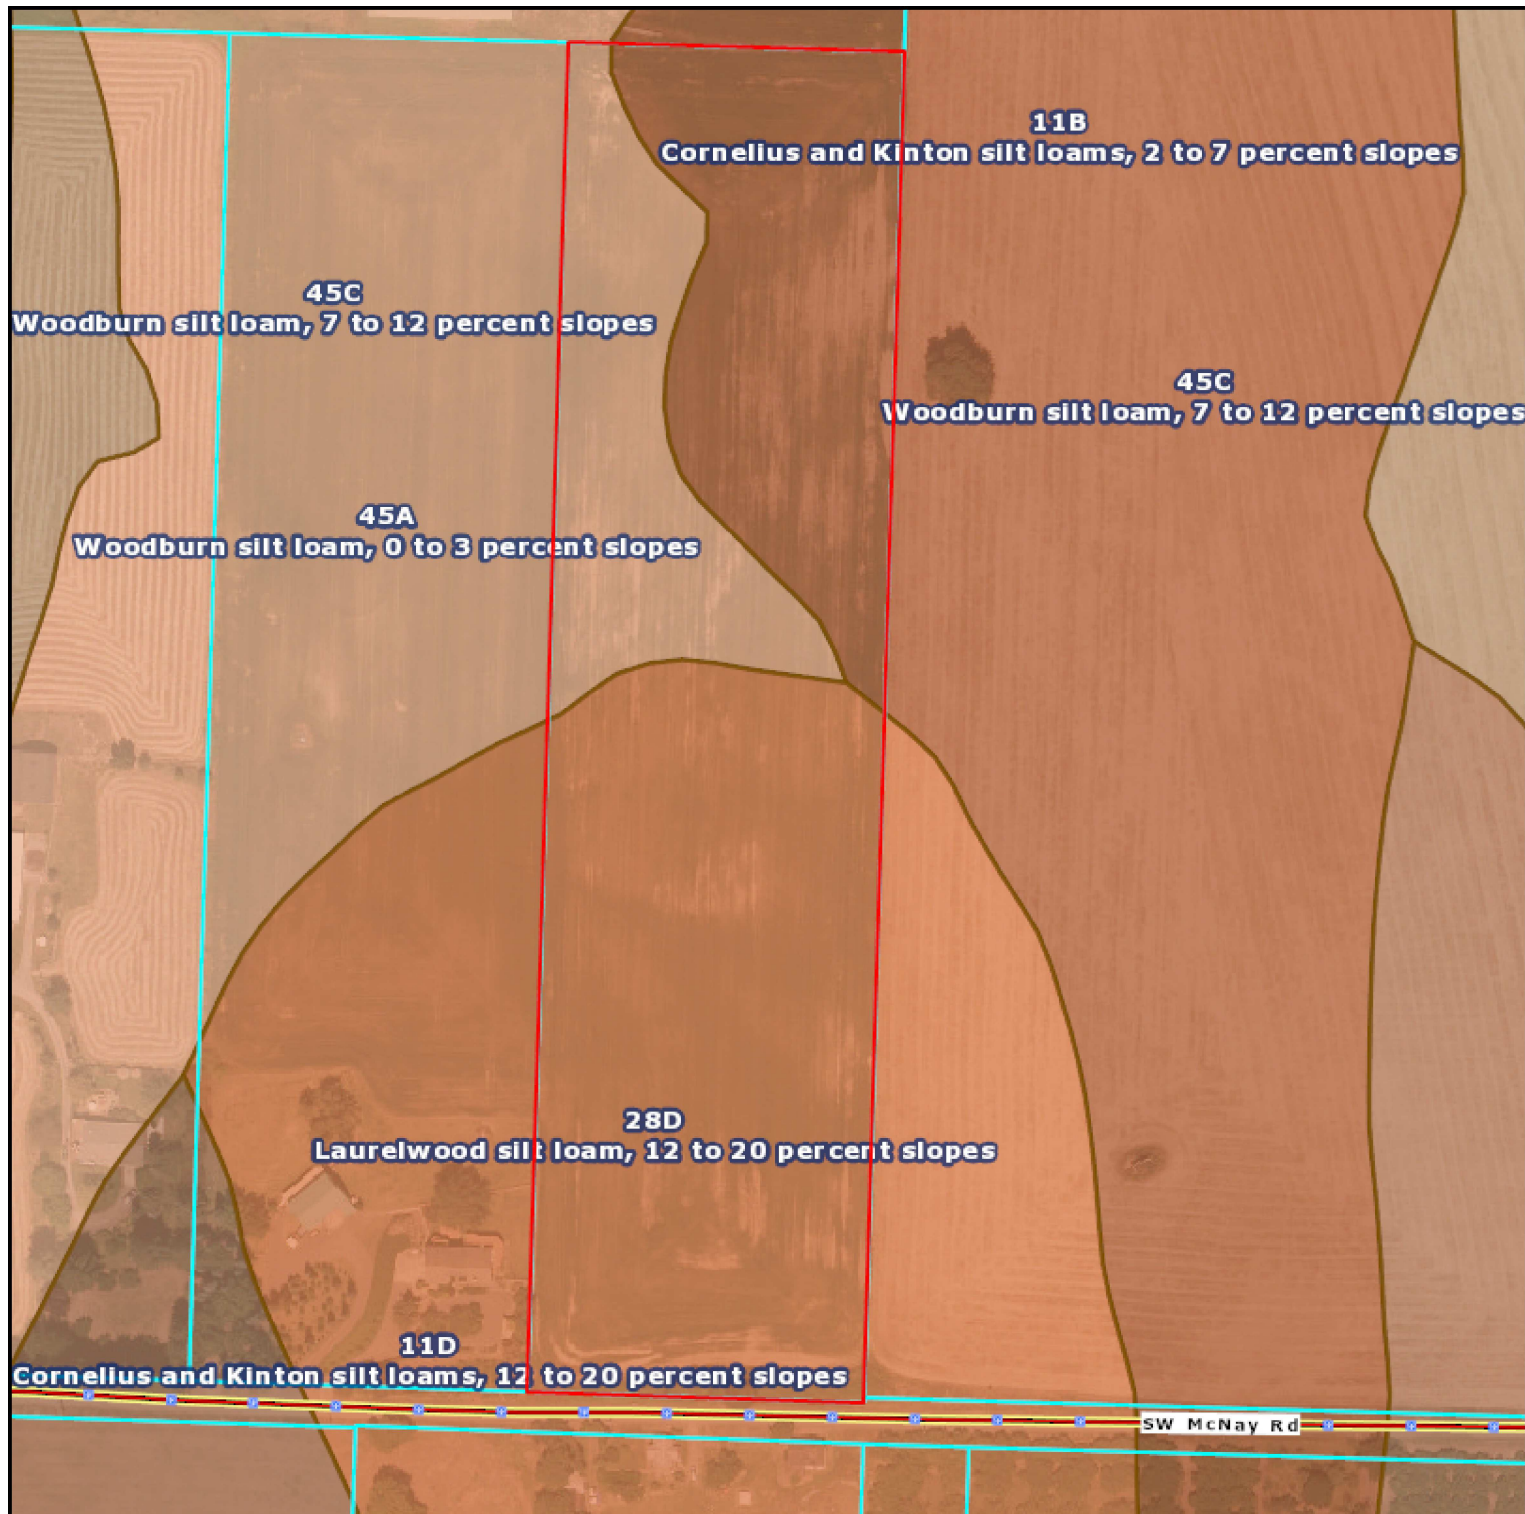 11B
Cornelius and Kinton silt loams, 2 to 7 percent slopes
45C
Woodburn silt loam, 7 to 12 percent slopes
45C
Woodburn silt loam, 7 to 12 percent slopes
45A
Woodburn silt loam, 0 to 3 percent slopes
28D
Laurelwood silt loam, 12 to 20 percent slopes
11D
Cornelius and Kinton silt loams, 12 to 20 percent slopes
SW McNay Rd